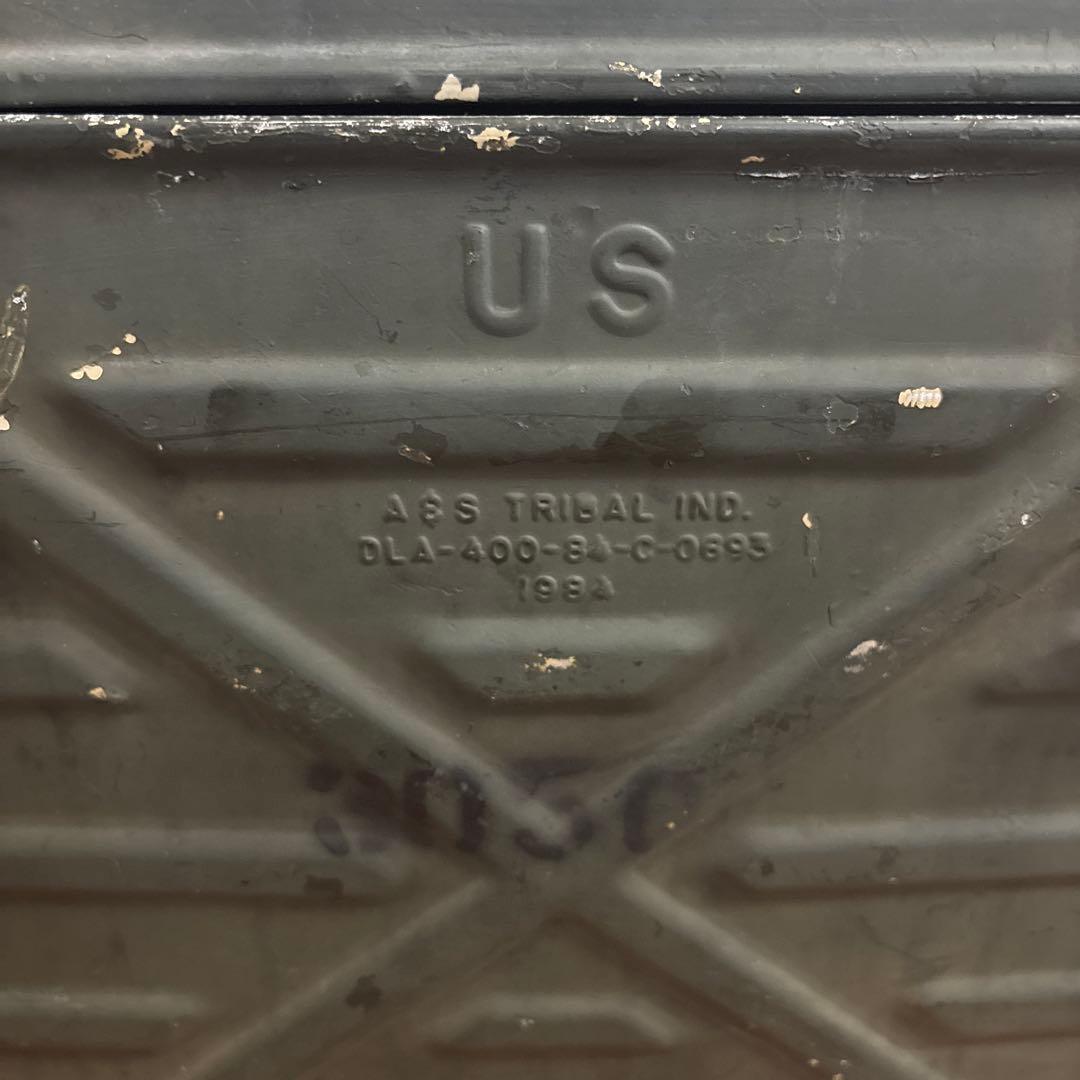 US
A&S TRIBAL IND.
DLA-400-84-C-0693
1984